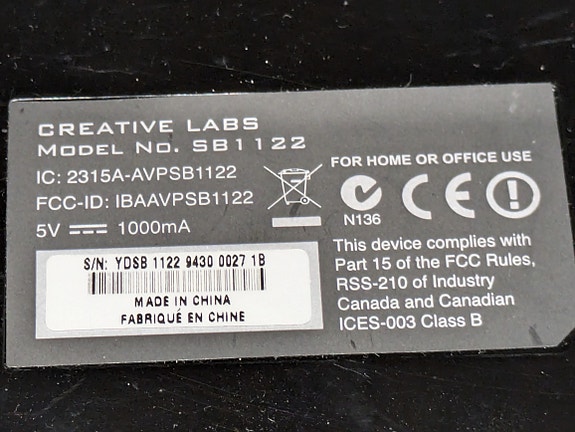 CREATIVE LABS
MODEL NO. SB1122
IC: 2315A-AVPSB1122
FCC-ID: IBAAVPSB1122
5V ⎓ 1000mA
S/N: YDSB 1122 9430 0027 1B
MADE IN CHINA
FABRIQUÉ EN CHINE
FOR HOME OR OFFICE USE
N136
CE
This device complies with
Part 15 of the FCC Rules,
RSS-210 of Industry
Canada and Canadian
ICES-003 Class B